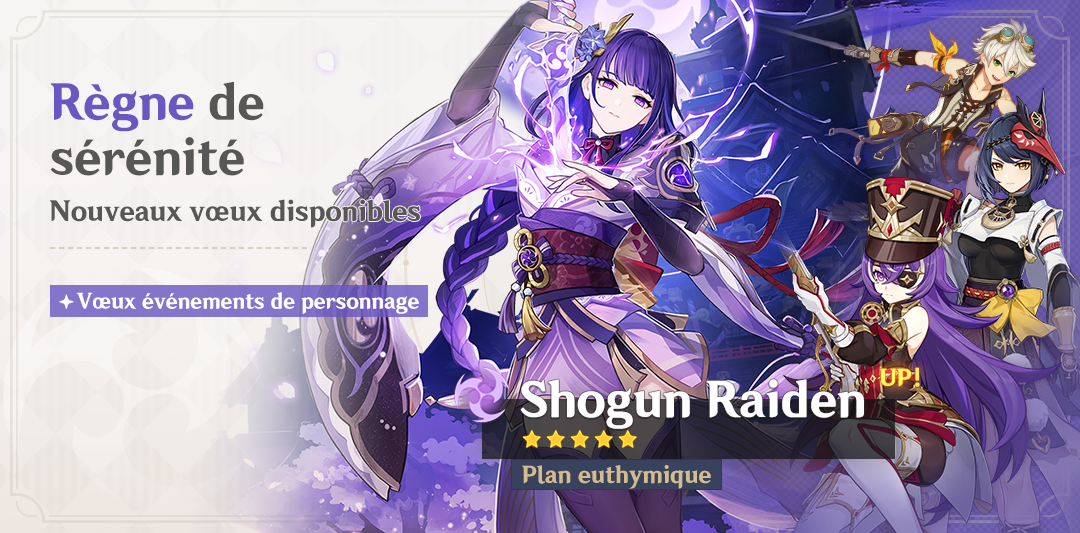 Règne de
sérénité
Nouveaux vœux disponibles
Vœux événements de personnage
UP!
Shogun Raiden
Plan euthymique